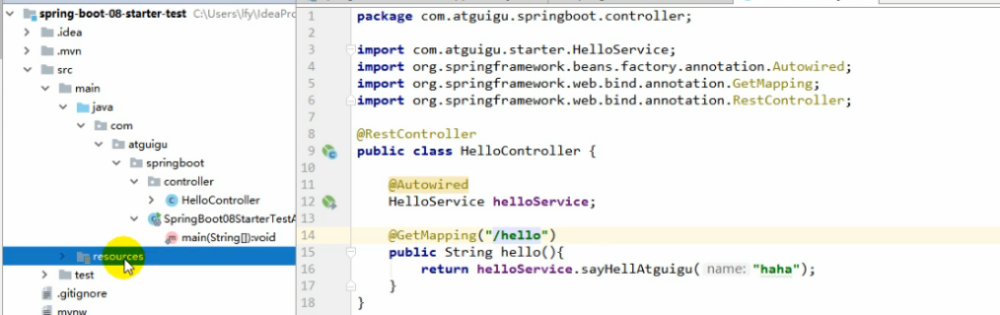 spring-boot-08-starter-test C:\Users\lfy\IdeaPro
.idea
.mvn
src
main
java
com
atguigu
springboot
controller
HelloController
SpringBoot08StarterTestA
main(String[]):void
resources
test
.gitignore
mvnw
1 package com.atguigu.springboot.controller;
2
3 import com.atguigu.starter.HelloService;
4 import org.springframework.beans.factory.annotation.Autowired;
5 import org.springframework.web.bind.annotation.GetMapping;
6 import org.springframework.web.bind.annotation.RestController;
7
8 @RestController
9 public class HelloController {
10
11 @Autowired
12 HelloService helloService;
13
14 @GetMapping("/hello")
15 public String hello(){
16 return helloService.sayHellAtguigu( name: "haha");
17 }
18 }